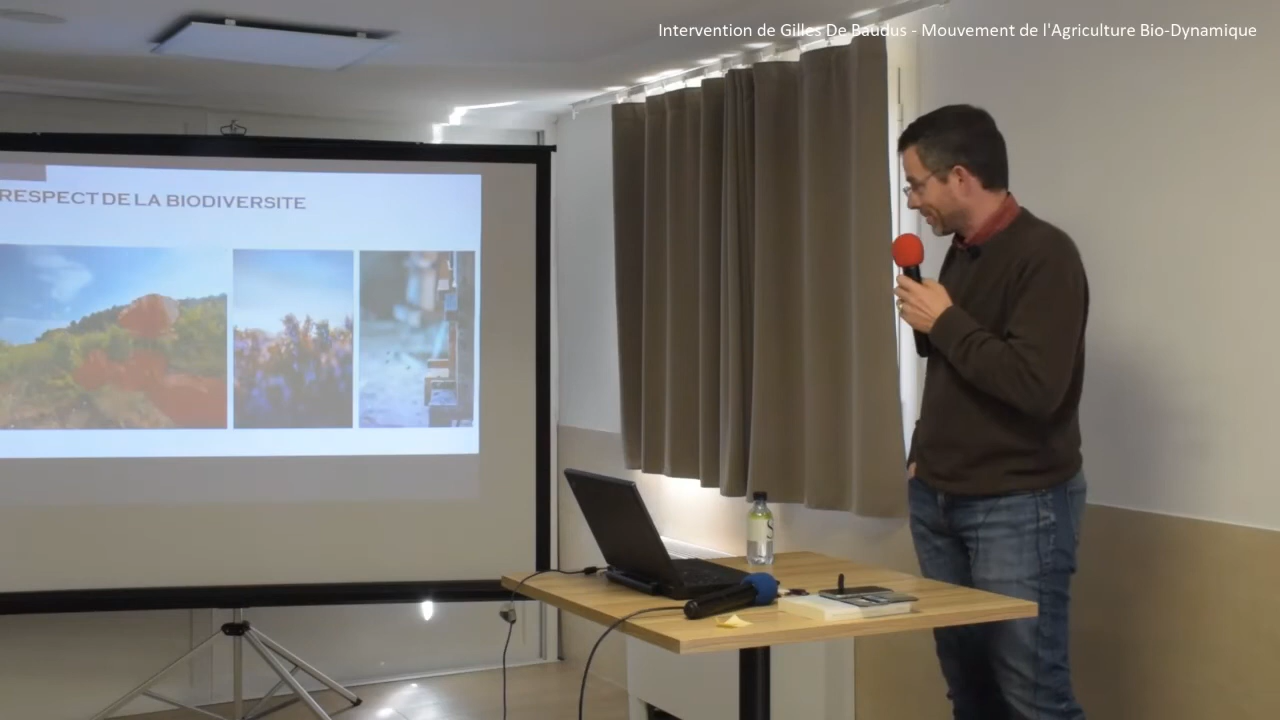 Intervention de Gilles De Baudus - Mouvement de l'Agriculture Bio-Dynamique
RESPECT DE LA BIODIVERSITE